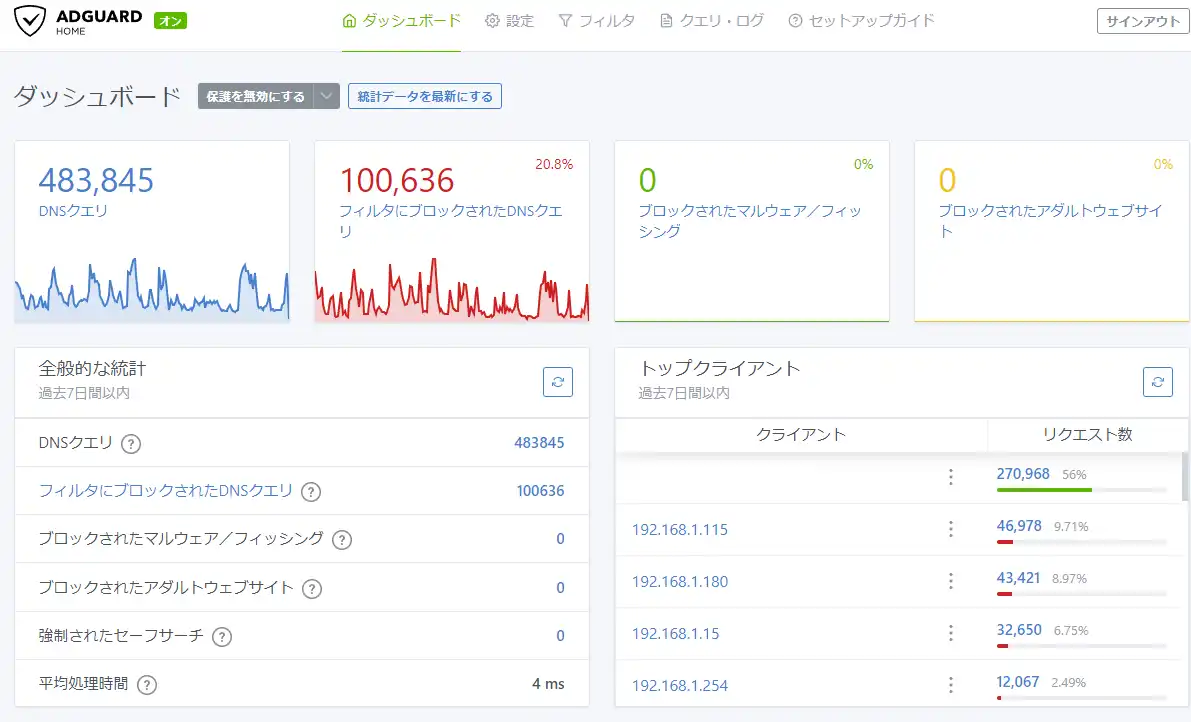 ADGUARD
HOME
オン
ダッシュボード
設定
フィルタ
クエリ・ログ
セットアップガイド
サインアウト
ダッシュボード
保護を無効にする
統計データを最新にする
483,845
DNSクエリ
20.8%
100,636
フィルタにブロックされたDNSクエ
リ
0%
0
ブロックされたマルウェア／フィッ
シング
0%
0
ブロックされたアダルトウェブサイ
ト
全般的な統計
過去7日間以内
DNSクエリ ?
483845
フィルタにブロックされたDNSクエリ ?
100636
ブロックされたマルウェア／フィッシング ?
0
ブロックされたアダルトウェブサイト ?
0
強制されたセーフサーチ ?
0
平均処理時間 ?
4 ms
トップクライアント
過去7日間以内
クライアント
リクエスト数
270,968 56%
192.168.1.115
46,978 9.71%
192.168.1.180
43,421 8.97%
192.168.1.15
32,650 6.75%
192.168.1.254
12,067 2.49%